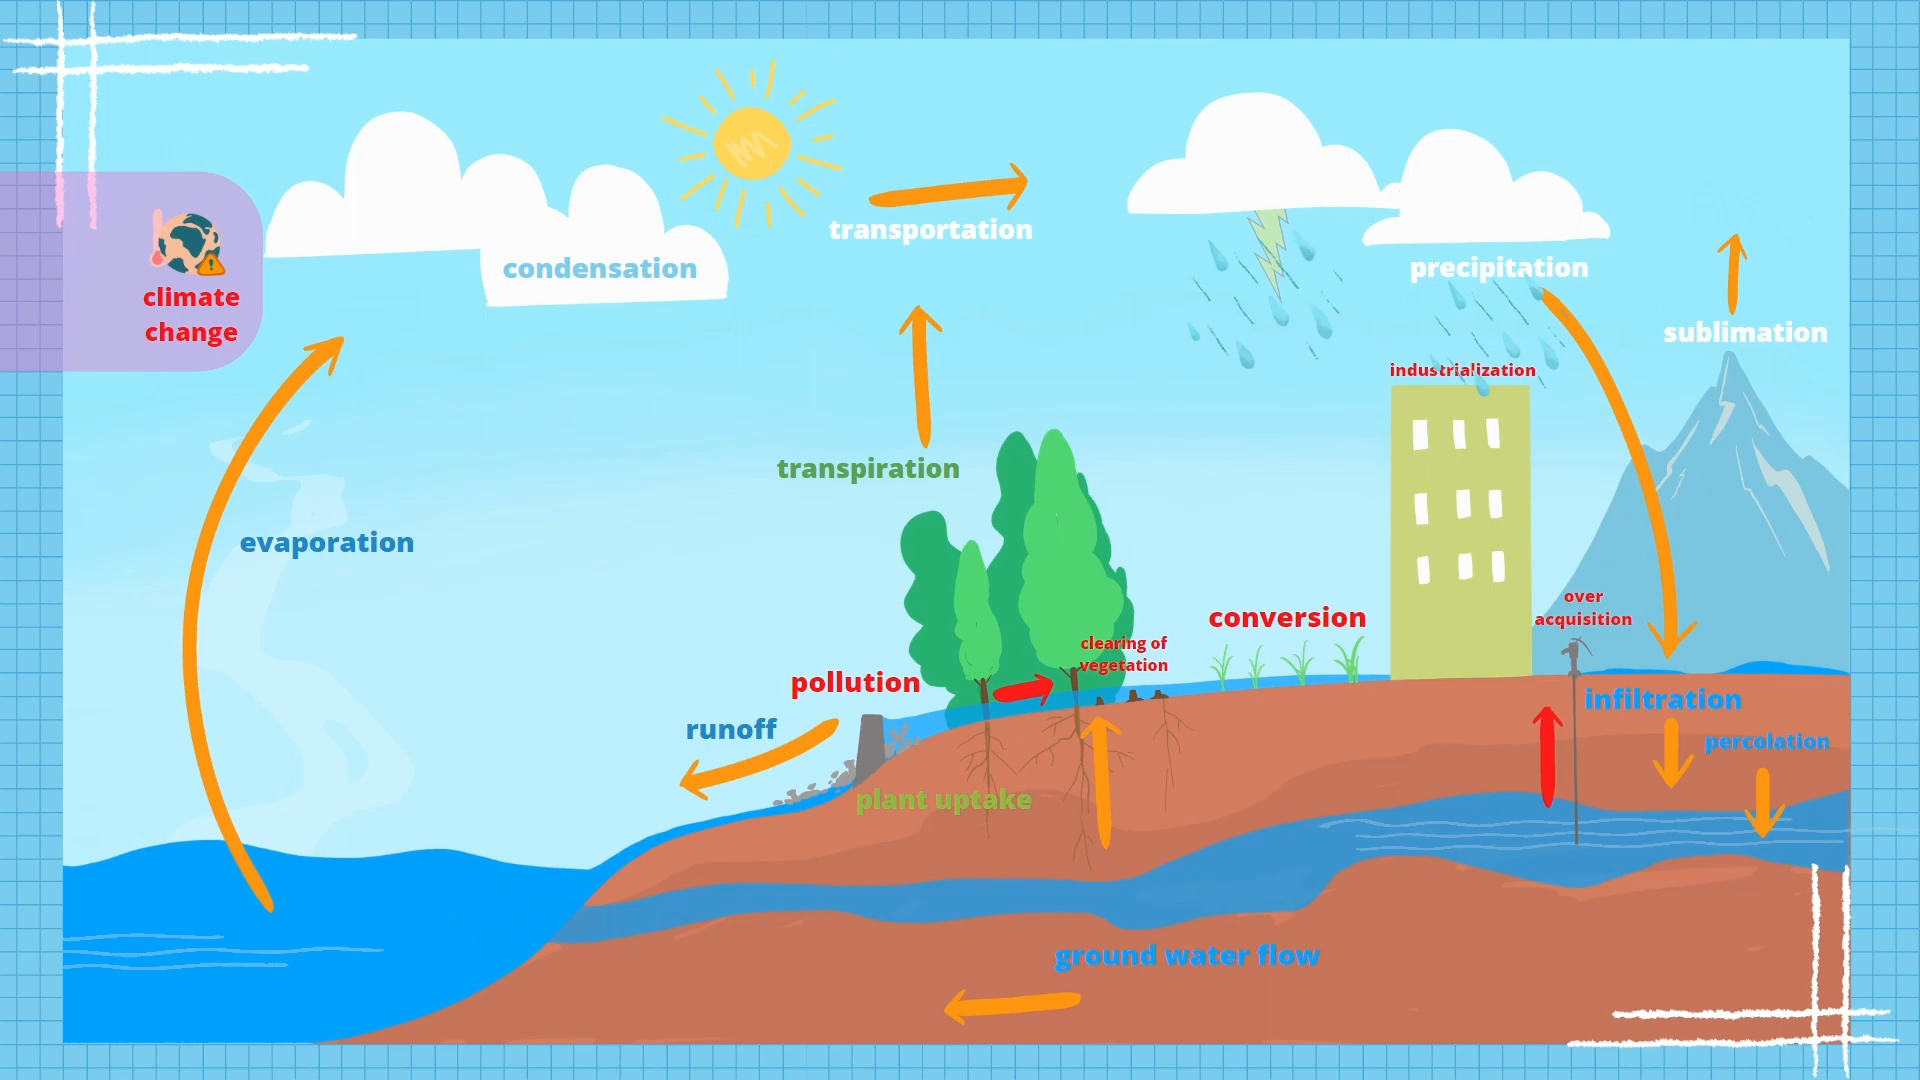 transportation
condensation
precipitation
climate
change
sublimation
industrialization
transpiration
evaporation
over
acquisition
conversion
clearing of
vegetation
pollution
infiltration
runoff
percolation
plant uptake
ground water flow